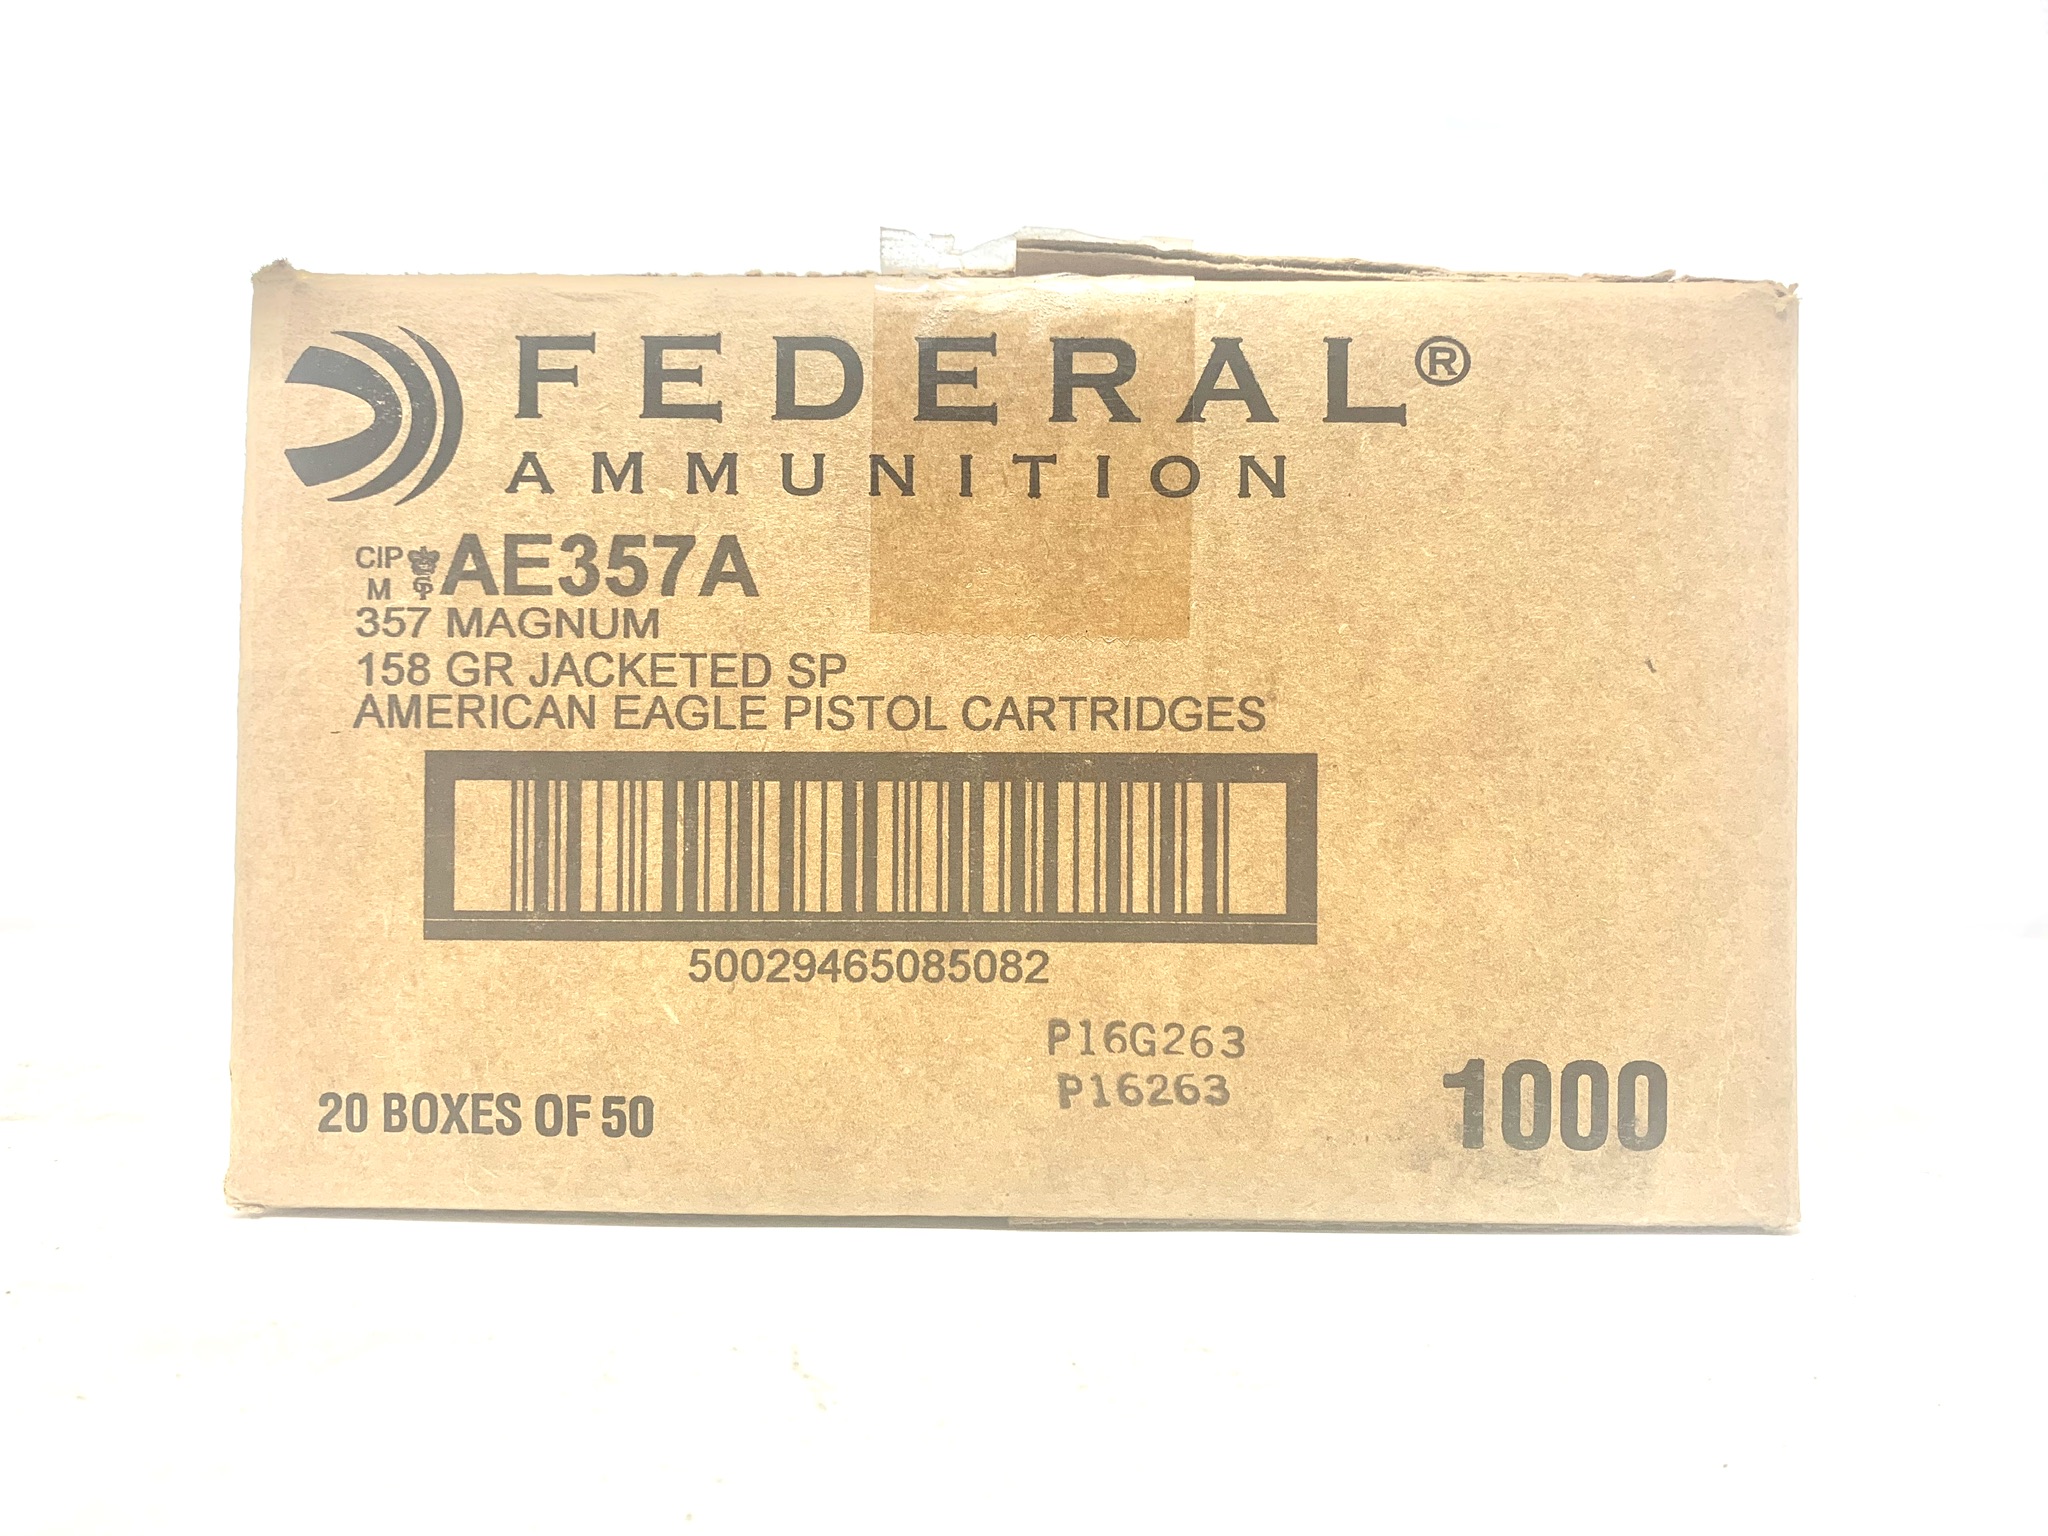 FEDERAL®
AMMUNITION
CIP
M
AE357A
357 MAGNUM
158 GR JACKETED SP
AMERICAN EAGLE PISTOL CARTRIDGES
50029465085082
P16G263
P16263
20 BOXES OF 50
1000